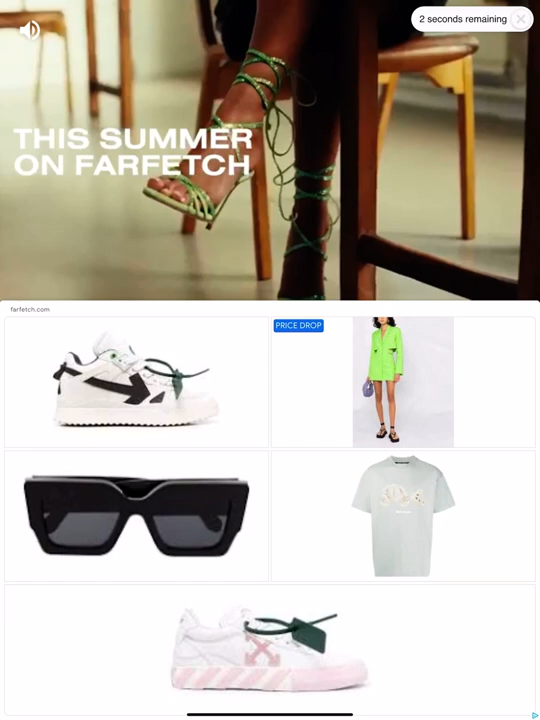 2 seconds remaining
THIS SUMMER
ON FARFETCH
farfetch.com
PRICE DROP